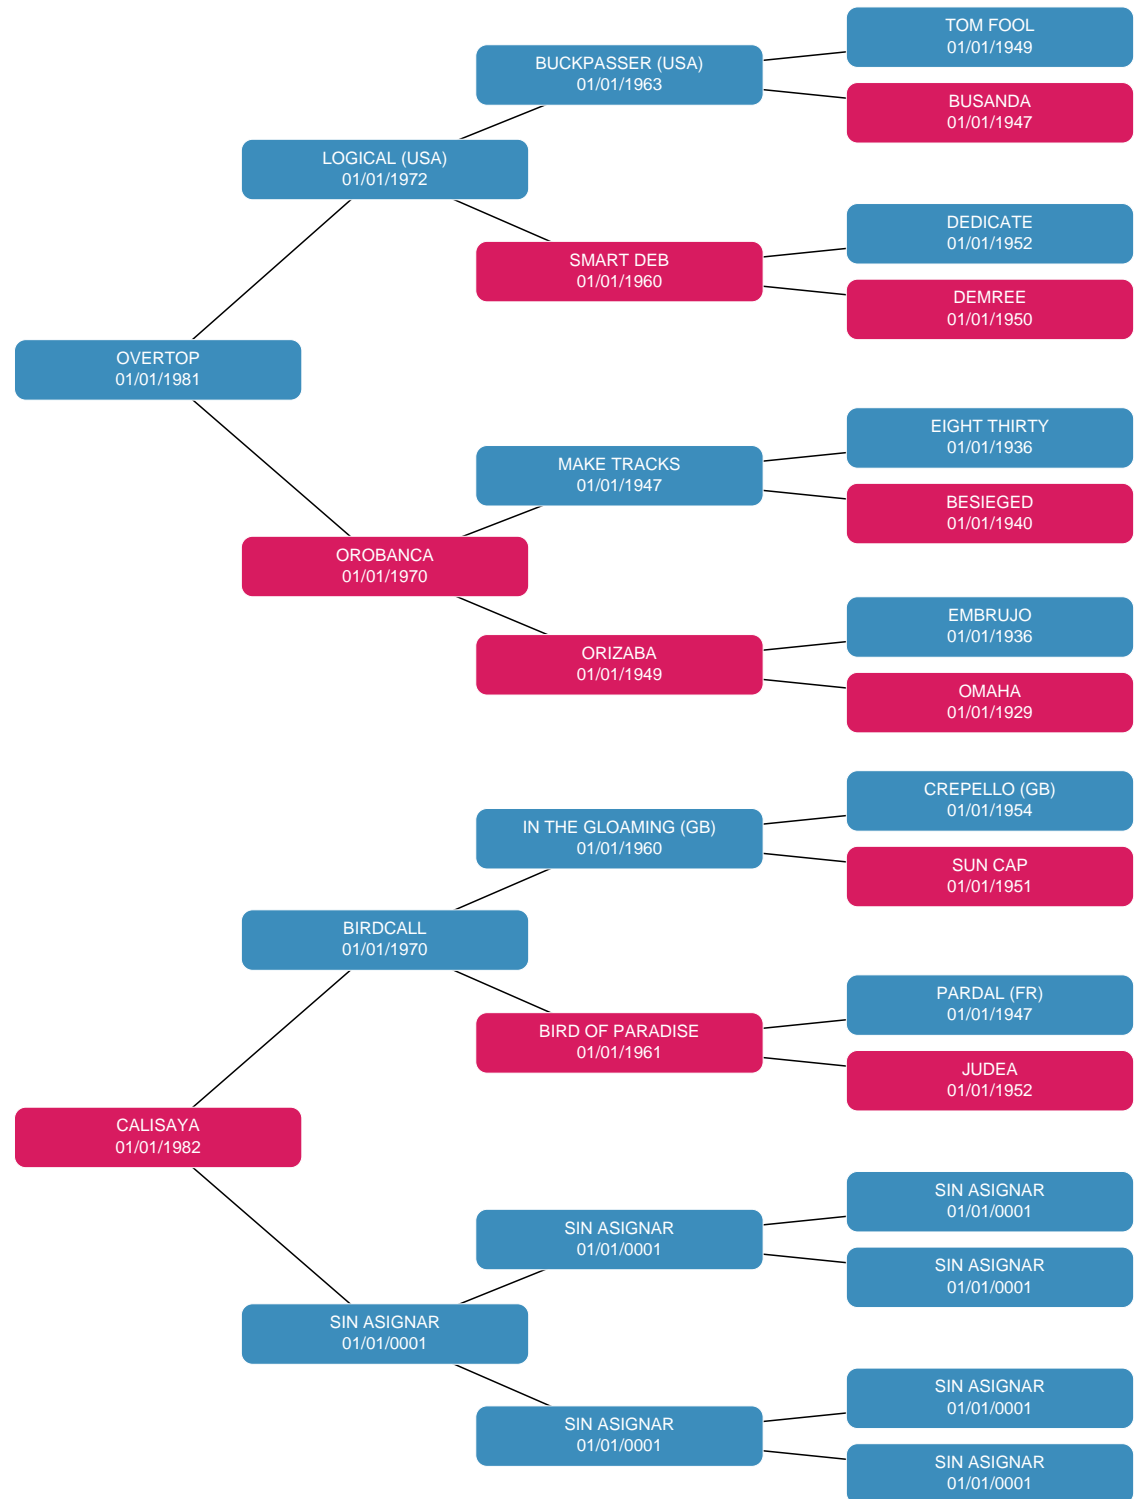 TOM FOOL
01/01/1949
BUCKPASSER (USA)
01/01/1963
BUSANDA
01/01/1947
LOGICAL (USA)
01/01/1972
DEDICATE
01/01/1952
SMART DEB
01/01/1960
DEMREE
01/01/1950
OVERTOP
01/01/1981
EIGHT THIRTY
01/01/1936
MAKE TRACKS
01/01/1947
BESIEGED
01/01/1940
OROBANCA
01/01/1970
EMBRUJO
01/01/1936
ORIZABA
01/01/1949
OMAHA
01/01/1929
CREPELLO (GB)
01/01/1954
IN THE GLOAMING (GB)
01/01/1960
SUN CAP
01/01/1951
BIRDCALL
01/01/1970
PARDAL (FR)
01/01/1947
BIRD OF PARADISE
01/01/1961
JUDEA
01/01/1952
CALISAYA
01/01/1982
SIN ASIGNAR
01/01/0001
SIN ASIGNAR
01/01/0001
SIN ASIGNAR
01/01/0001
SIN ASIGNAR
01/01/0001
SIN ASIGNAR
01/01/0001
SIN ASIGNAR
01/01/0001
SIN ASIGNAR
01/01/0001